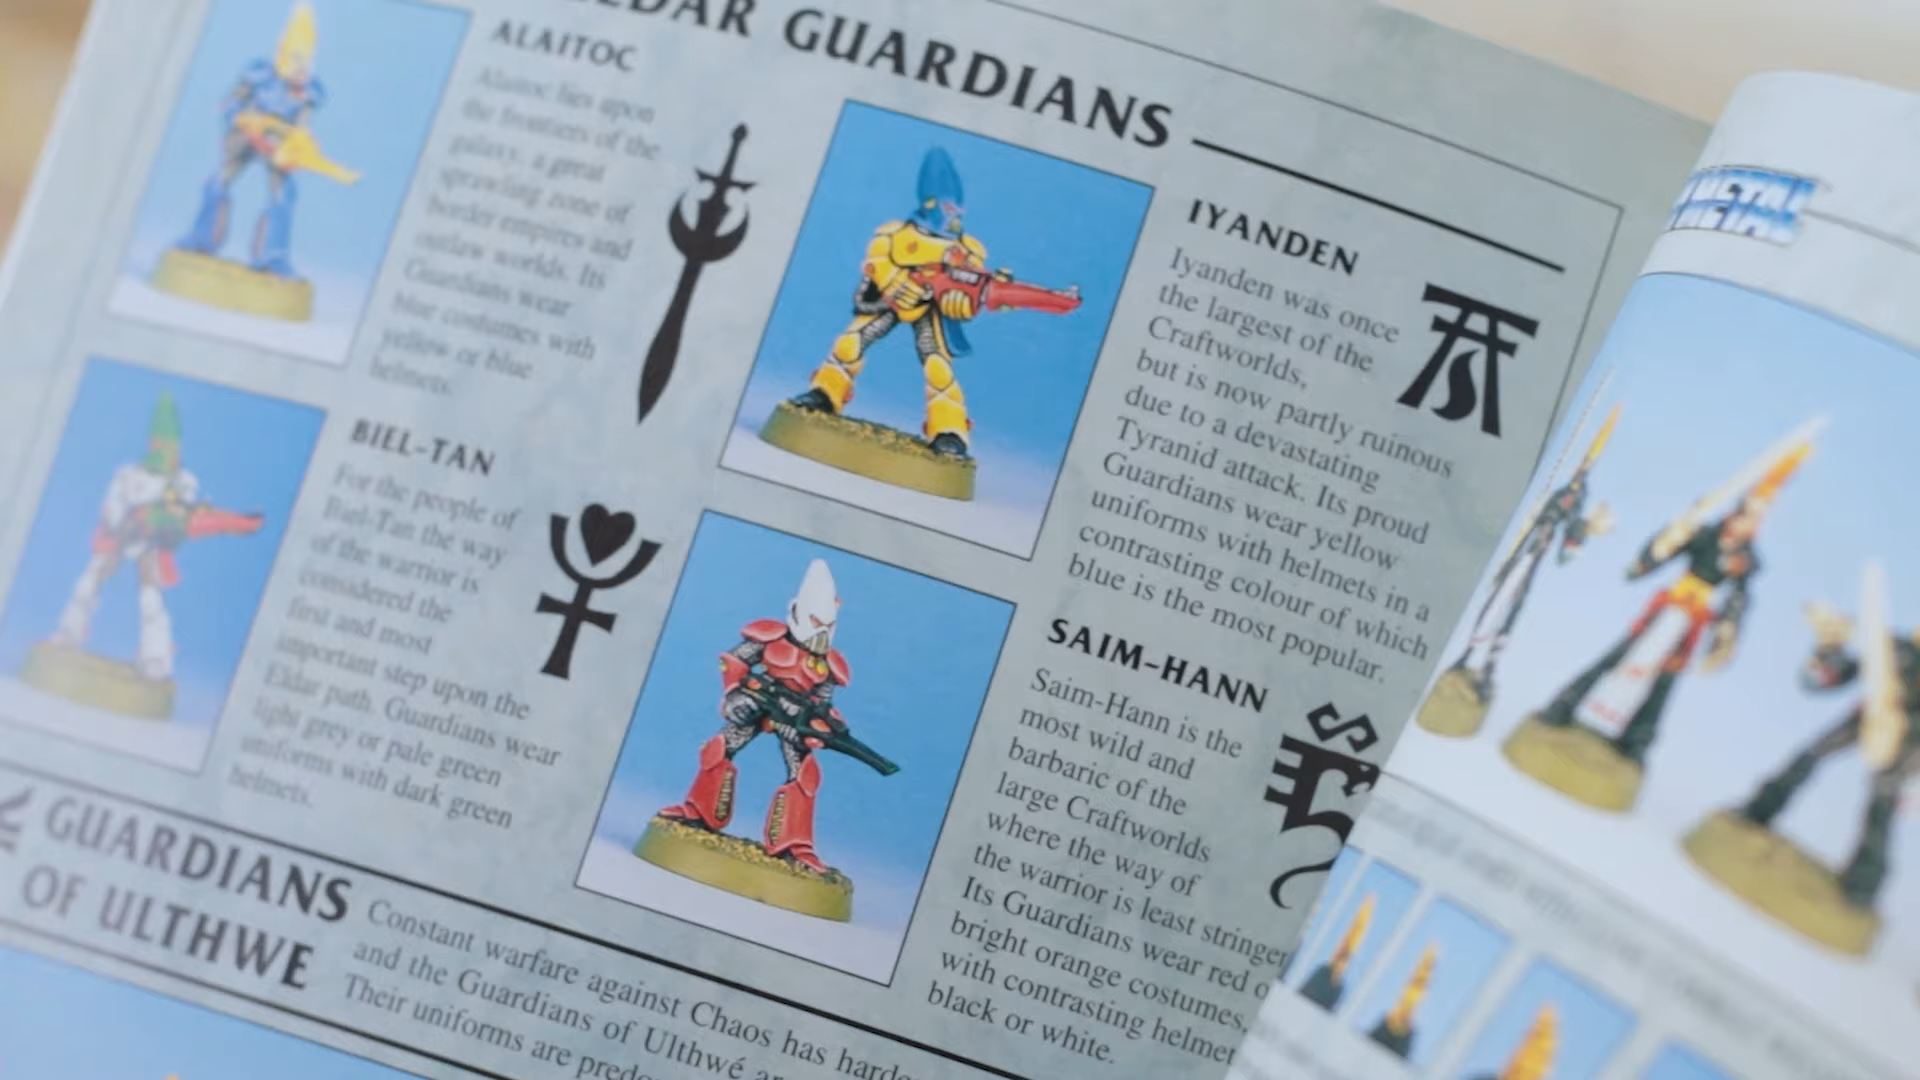 ELDAR GUARDIANS
ALAITOC
Alaitoc lies upon
the frontiers of the
galaxy, a great
sprawling zone of
border empires and
outlaw worlds. Its
Guardians wear
blue costumes with
yellow or blue
helmets.
BIEL-TAN
For the people of
Biel-Tan the way
of the warrior is
considered the
first and most
important step upon the
Eldar path. Guardians wear
light grey or pale green
uniforms with dark green
helmets.
IYANDEN
Iyanden was once
the largest of the
Craftworlds,
but is now partly ruinous
due to a devastating
Tyranid attack. Its proud
Guardians wear yellow
uniforms with helmets in a
contrasting colour of which
blue is the most popular.
SAIM-HANN
Saim-Hann is the
most wild and
barbaric of the
large Craftworlds
where the way of
the warrior is least stringen
Its Guardians wear red o
bright orange costumes,
with contrasting helmet
black or white.
GUARDIANS
OF ULTHWE
Constant warfare against Chaos has harde
and the Guardians of Ulthwé ar
Their uniforms are predo
METAL